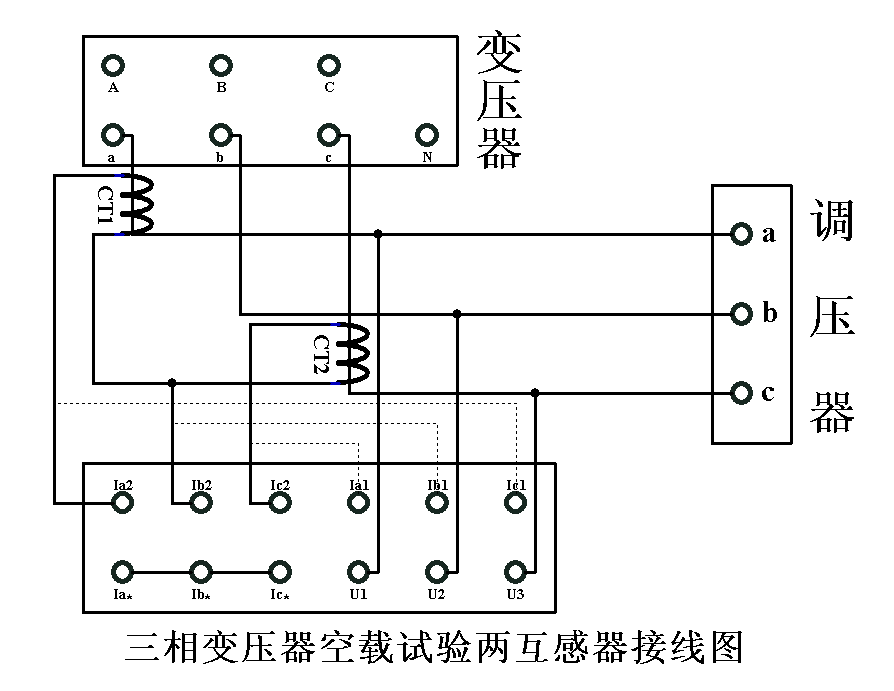 变压器
A B C
a b c N
CT1
CT2
调压器
a
b
c
Ia2 Ib2 Ic2 Ia1 Ib1 Ic1
Ia* Ib* Ic* U1 U2 U3
三相变压器空载试验两互感器接线图